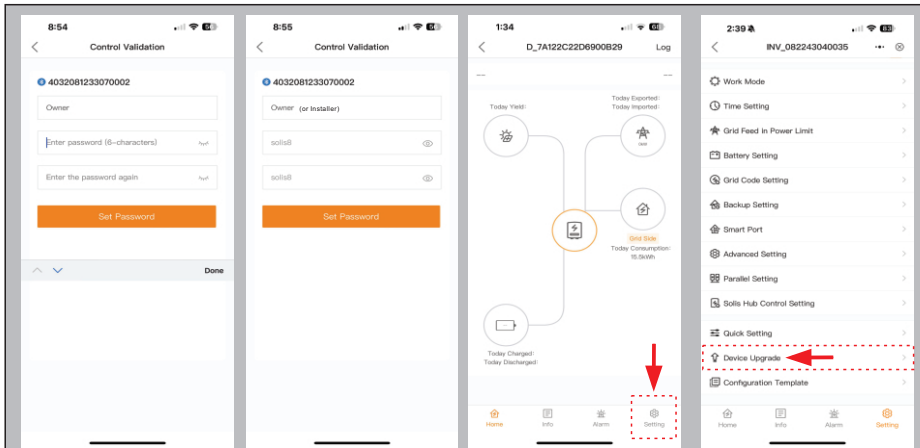 8:54
Control Validation
4032081233070002
Owner
Enter password (6-characters)
Enter the password again
Set Password
Done
8:55
Control Validation
4032081233070002
Owner (or Installer)
solis8
solis8
Set Password
1:34
D_7A122C22D6900B29 Log
-- --
Today Yield:
Today Exported:
Today Imported:
Grid Side
Today Consumption:
15.5kWh
Today Charged:
Today Discharged:
Home Info Alarm Setting
2:39
INV_082243040035
Work Mode
Time Setting
Grid Feed in Power Limit
Battery Setting
Grid Code Setting
Backup Setting
Smart Port
Advanced Setting
Parallel Setting
Solis Hub Control Setting
Quick Setting
Device Upgrade
Configuration Template
Home Info Alarm Setting